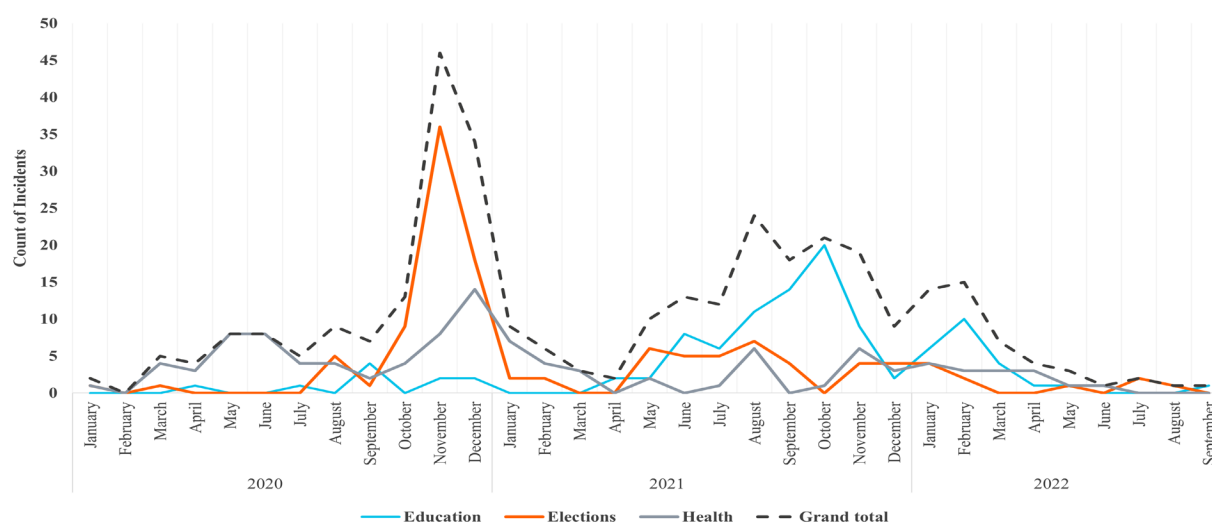 50
45
40
35
30
25
20
15
10
5
0
Count of Incidents
January
February
March
April
May
June
July
August
September
October
November
December
January
February
March
April
May
June
July
August
September
October
November
December
January
February
March
April
May
June
July
August
September
2020 2021 2022
Education Elections Health Grand total